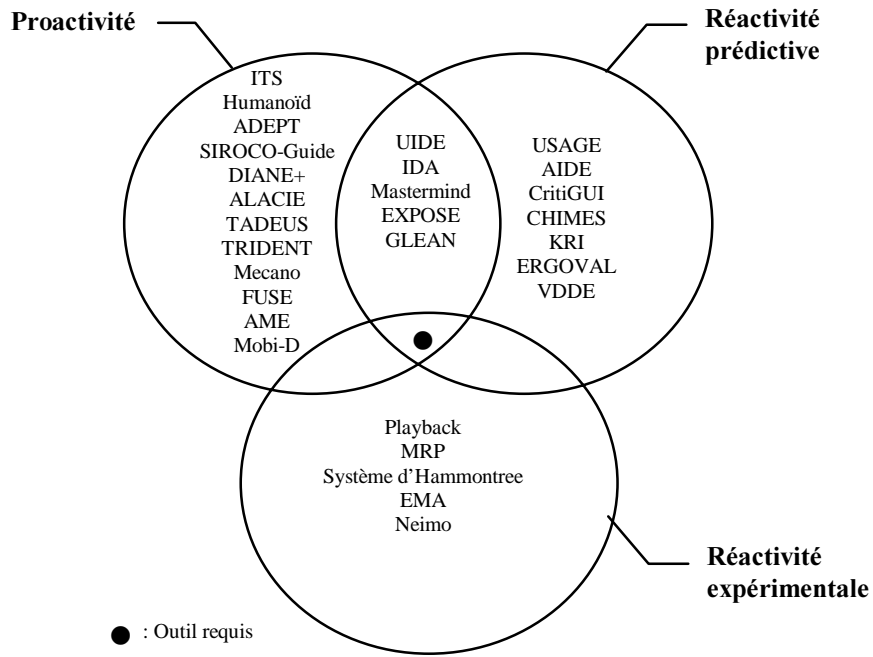 Proactivité
Réactivité
prédictive
ITS
Humanoïd
ADEPT
SIROCO-Guide
DIANE+
ALACIE
TADEUS
TRIDENT
Mecano
FUSE
AME
Mobi-D
UIDE
IDA
Mastermind
EXPOSE
GLEAN
USAGE
AIDE
CritiGUI
CHIMES
KRI
ERGOVAL
VDDE
Playback
MRP
Système d’Hammontree
EMA
Neimo
Réactivité
expérimentale
: Outil requis